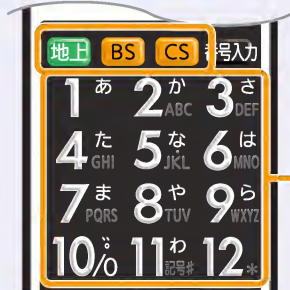 地上 BS CS 番号入力
1 あ 2 か ABC 3 さ DEF
4 た GHI 5 な JKL 6 は MNO
7 ま PQRS 8 や TUV 9 ら WXYZ
10/0 ゛゜ 11 わ 記号# 12 *